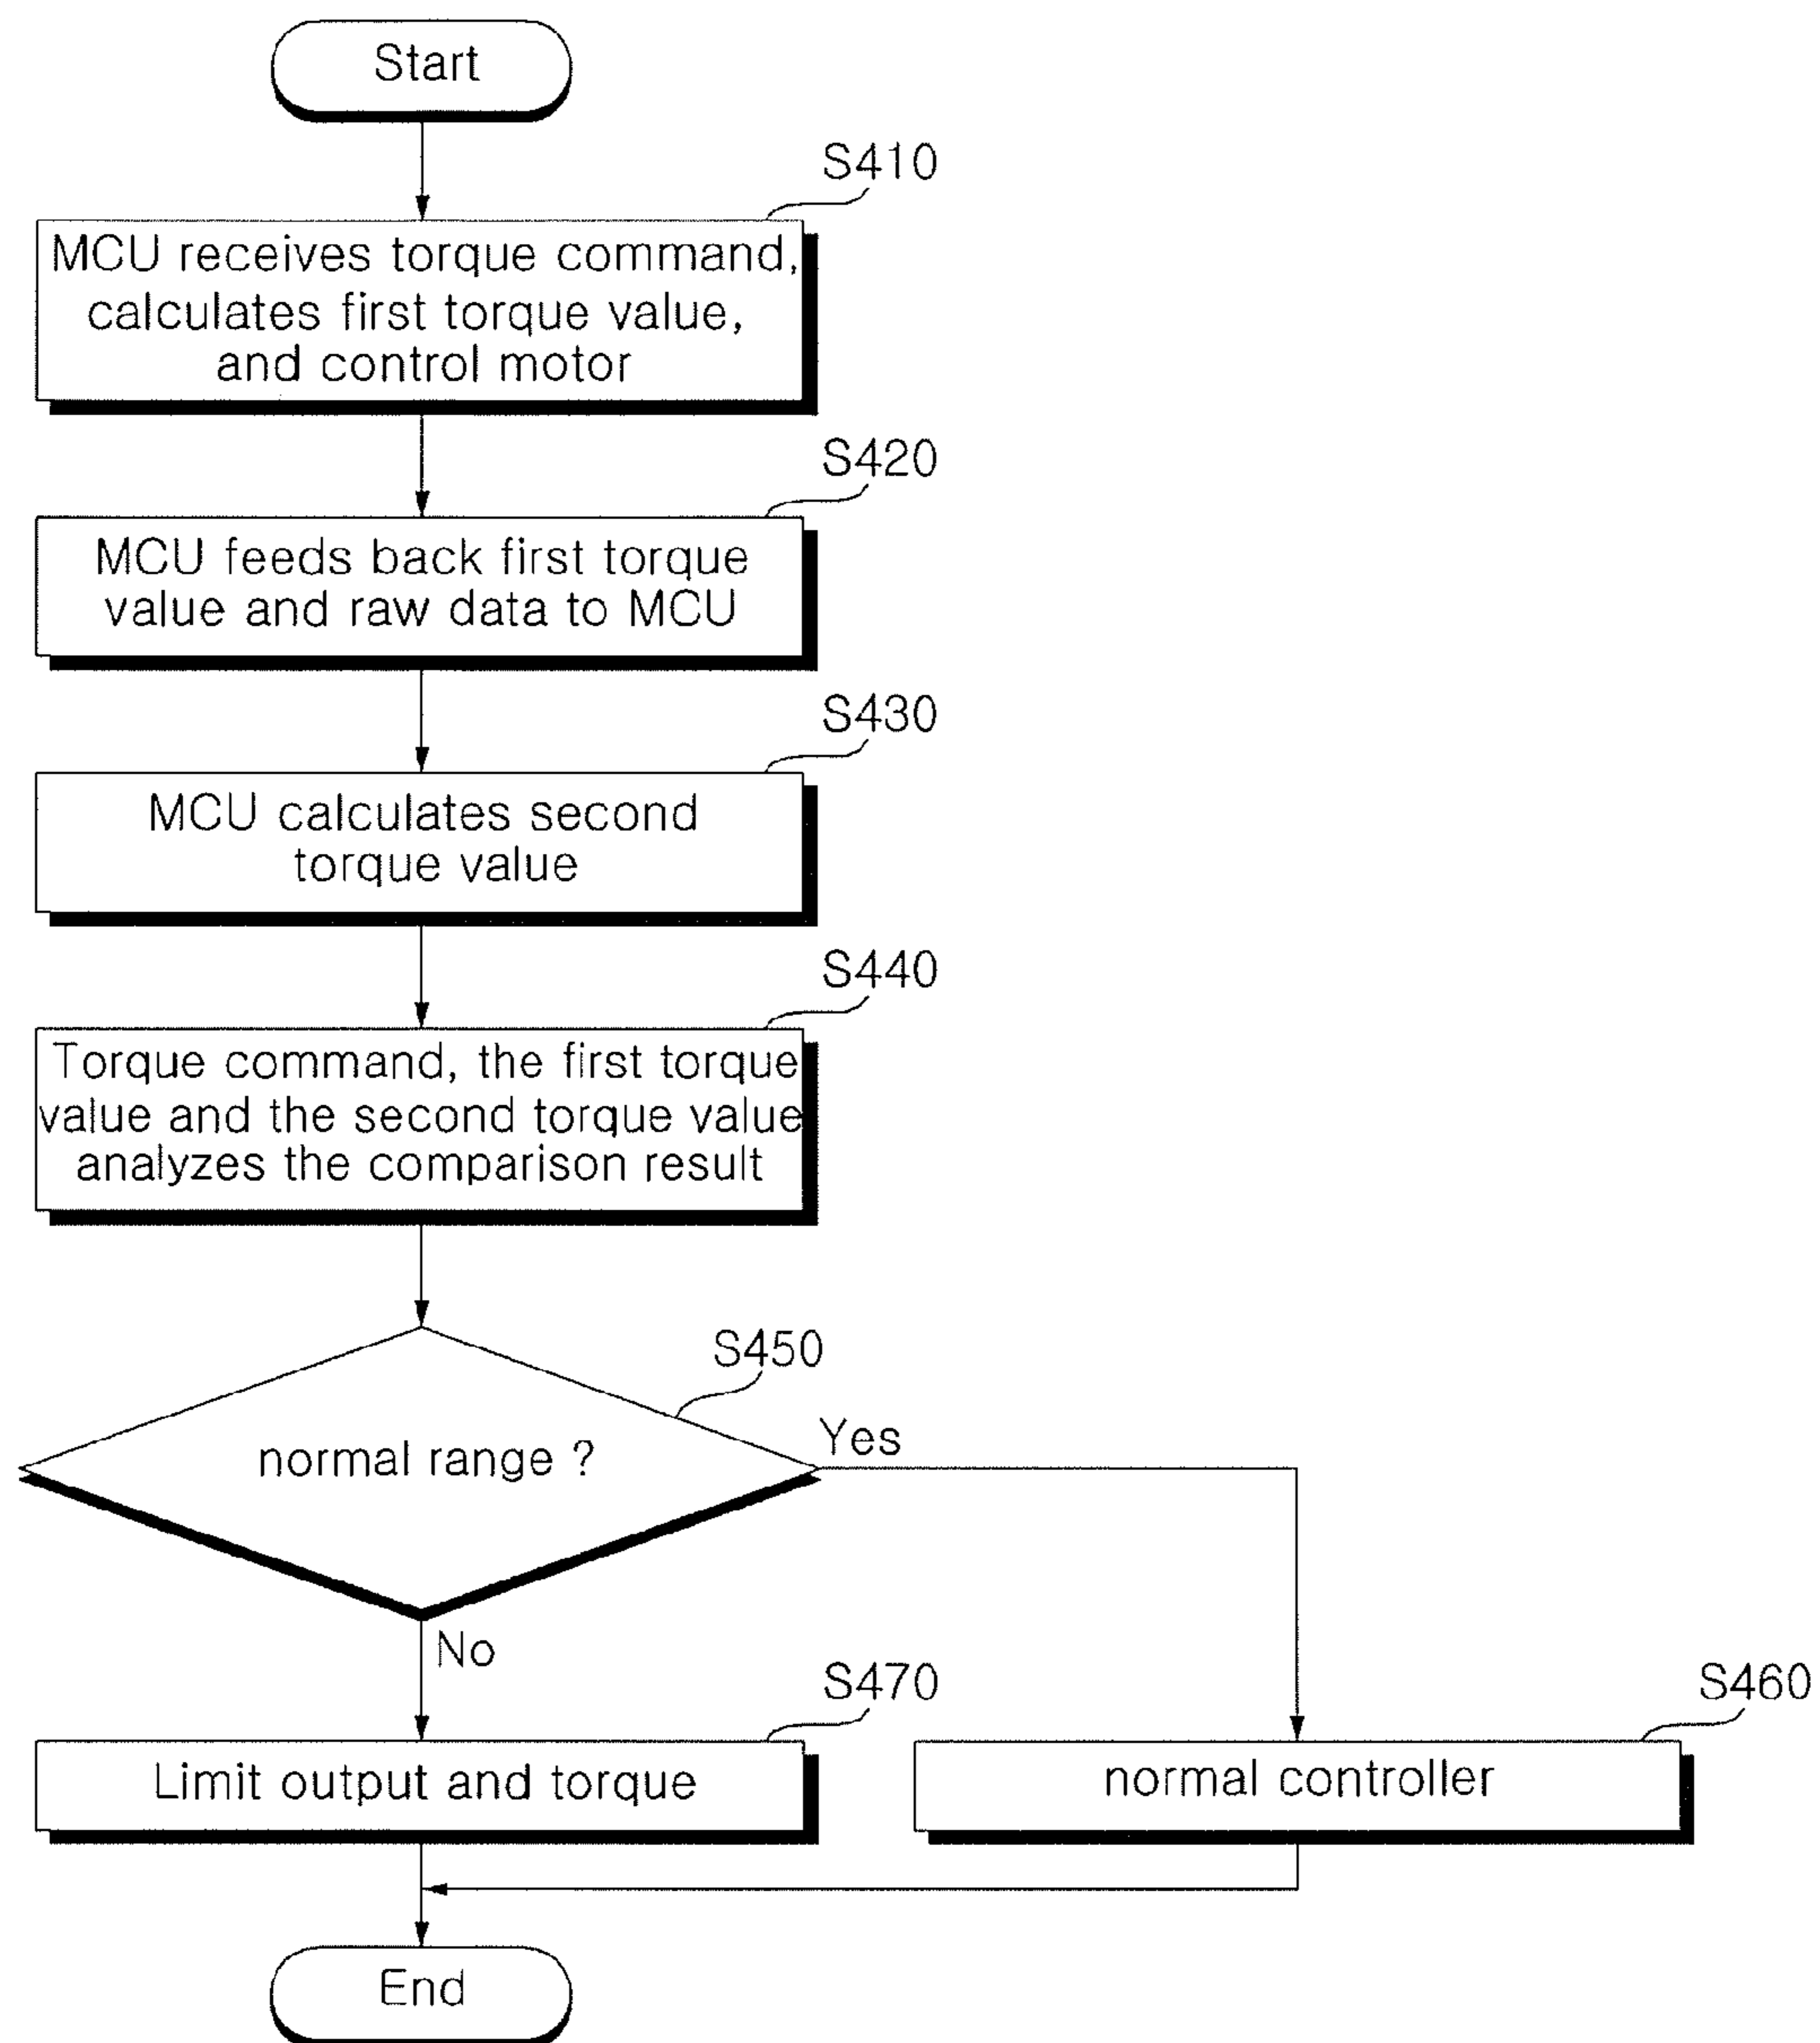 Start
S410
MCU receives torque command,
calculates first torque value,
and control motor
S420
MCU feeds back first torque
value and raw data to MCU
S430
MCU calculates second
torque value
S440
Torque command, the first torque
value and the second torque value
analyzes the comparison result
S450
normal range ?
Yes
No
S470
Limit output and torque
S460
normal controller
End